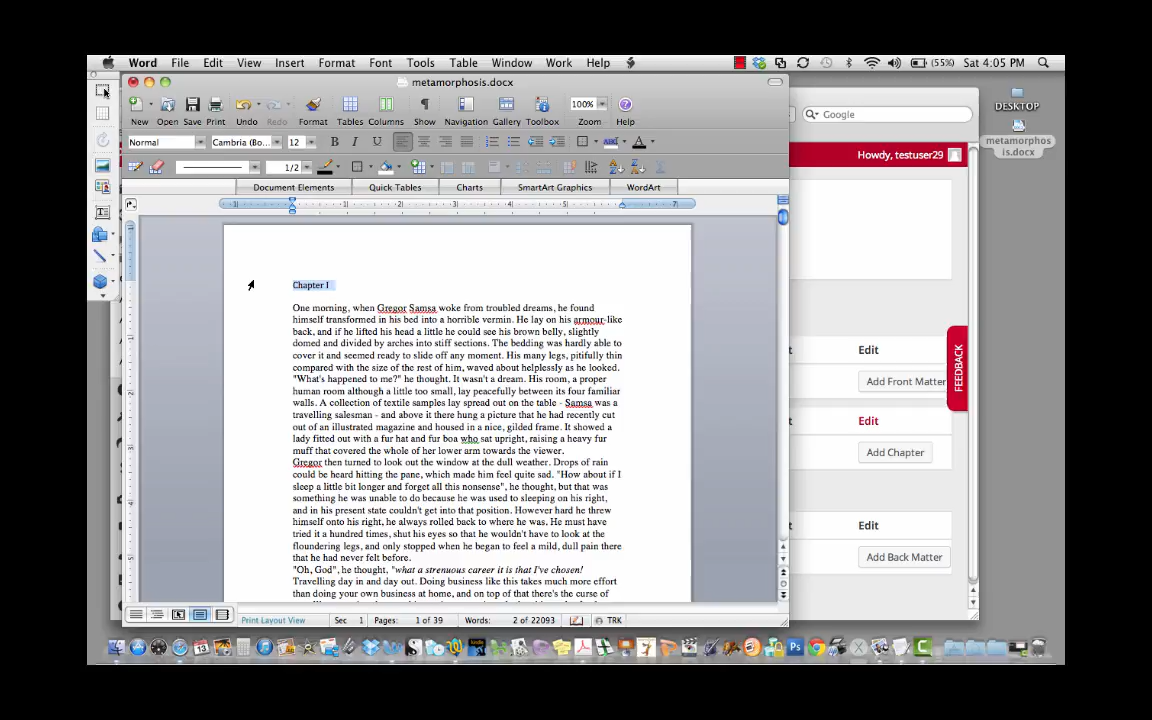 Word File Edit View Insert Format Font Tools Table Window Work Help (55%) Sat 4:05 PM
metamorphosis.docx
New Open Save Print Undo Redo Format Tables Columns Show Navigation Gallery Toolbox Zoom Help
100%
Normal Cambria (Bo... 12 B I U
1/2
Document Elements Quick Tables Charts SmartArt Graphics WordArt
Chapter I
One morning, when Gregor Samsa woke from troubled dreams, he found
himself transformed in his bed into a horrible vermin. He lay on his armour-like
back, and if he lifted his head a little he could see his brown belly, slightly
domed and divided by arches into stiff sections. The bedding was hardly able to
cover it and seemed ready to slide off any moment. His many legs, pitifully thin
compared with the size of the rest of him, waved about helplessly as he looked.
"What's happened to me?" he thought. It wasn't a dream. His room, a proper
human room although a little too small, lay peacefully between its four familiar
walls. A collection of textile samples lay spread out on the table - Samsa was a
travelling salesman - and above it there hung a picture that he had recently cut
out of an illustrated magazine and housed in a nice, gilded frame. It showed a
lady fitted out with a fur hat and fur boa who sat upright, raising a heavy fur
muff that covered the whole of her lower arm towards the viewer.
Gregor then turned to look out the window at the dull weather. Drops of rain
could be heard hitting the pane, which made him feel quite sad. "How about if I
sleep a little bit longer and forget all this nonsense", he thought, but that was
something he was unable to do because he was used to sleeping on his right,
and in his present state couldn't get into that position. However hard he threw
himself onto his right, he always rolled back to where he was. He must have
tried it a hundred times, shut his eyes so that he wouldn't have to look at the
floundering legs, and only stopped when he began to feel a mild, dull pain there
that he had never felt before.
"Oh, God", he thought, "what a strenuous career it is that I've chosen!
Travelling day in and day out. Doing business like this takes much more effort
than doing your own business at home, and on top of that there's the curse of
Print Layout View Sec 1 Pages: 1 of 39 Words: 2 of 22093 TRK
Google
Howdy, testuser29
Edit
Add Front Matter
Edit
Add Chapter
Edit
Add Back Matter
FEEDBACK
DESKTOP
metamorphos
is.docx